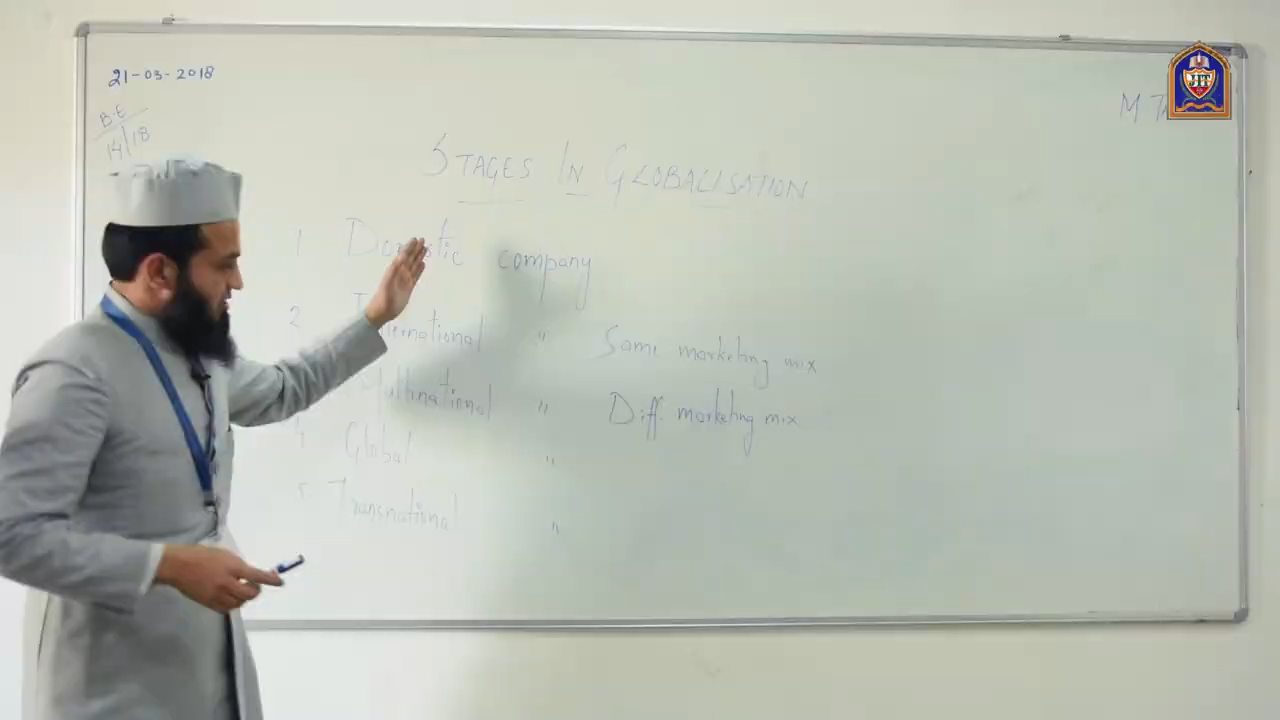 21-03-2018
B.E
14/18
M
STAGES IN GLOBALISATION
1 Domestic company
2 International " Same marketing mix
Multinational " Diff. marketing mix
4 Global "
5 Transnational "